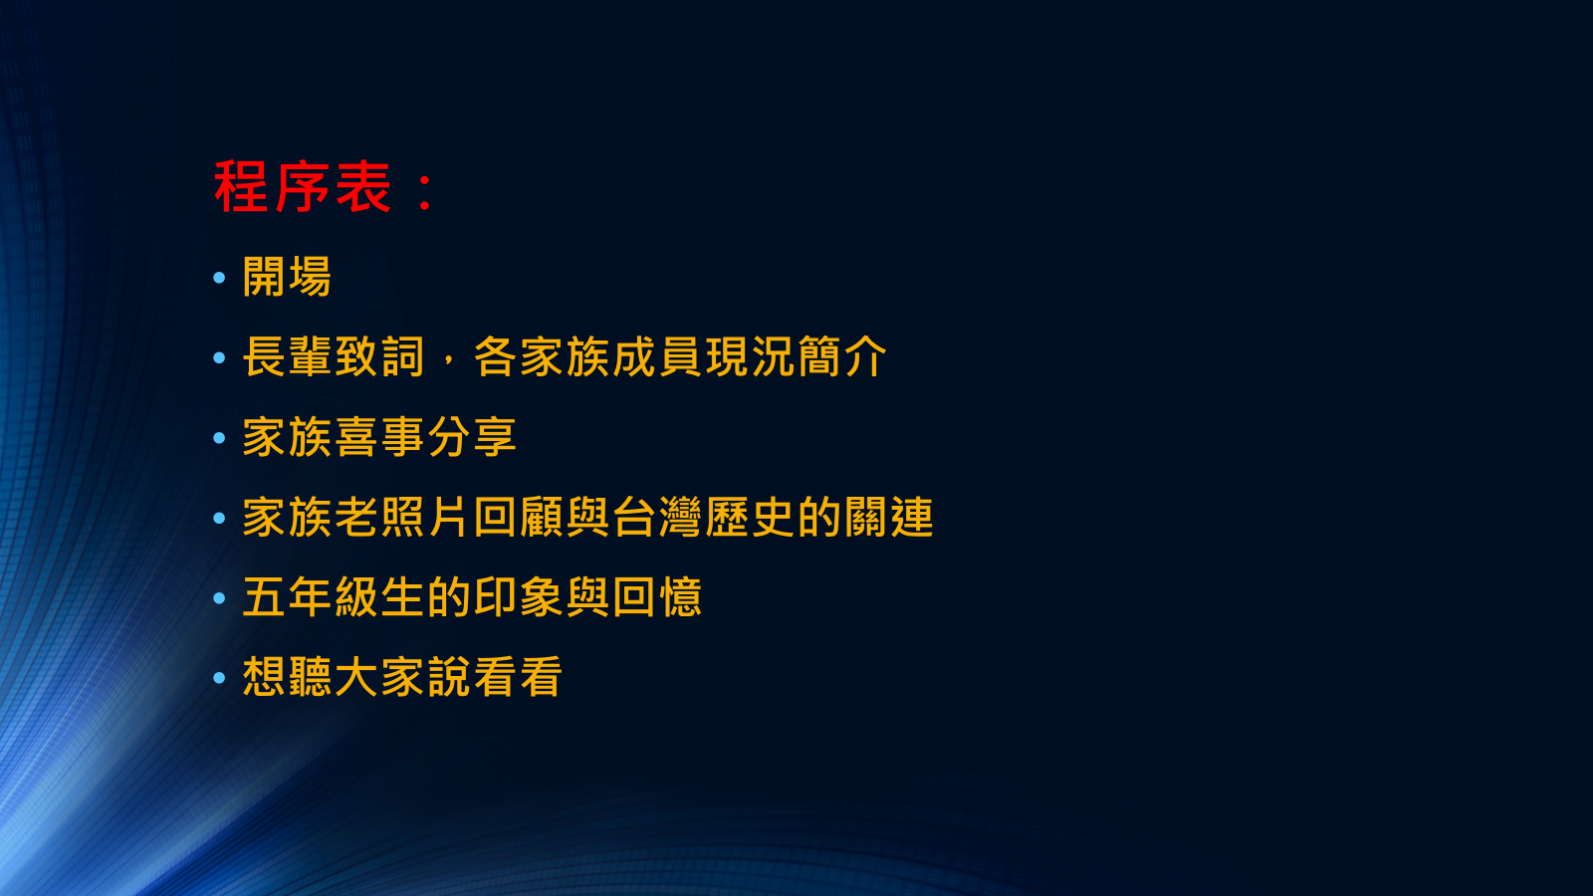 程序表：
• 開場
• 長輩致詞，各家族成員現況簡介
• 家族喜事分享
• 家族老照片回顧與台灣歷史的關連
• 五年級生的印象與回憶
• 想聽大家說看看